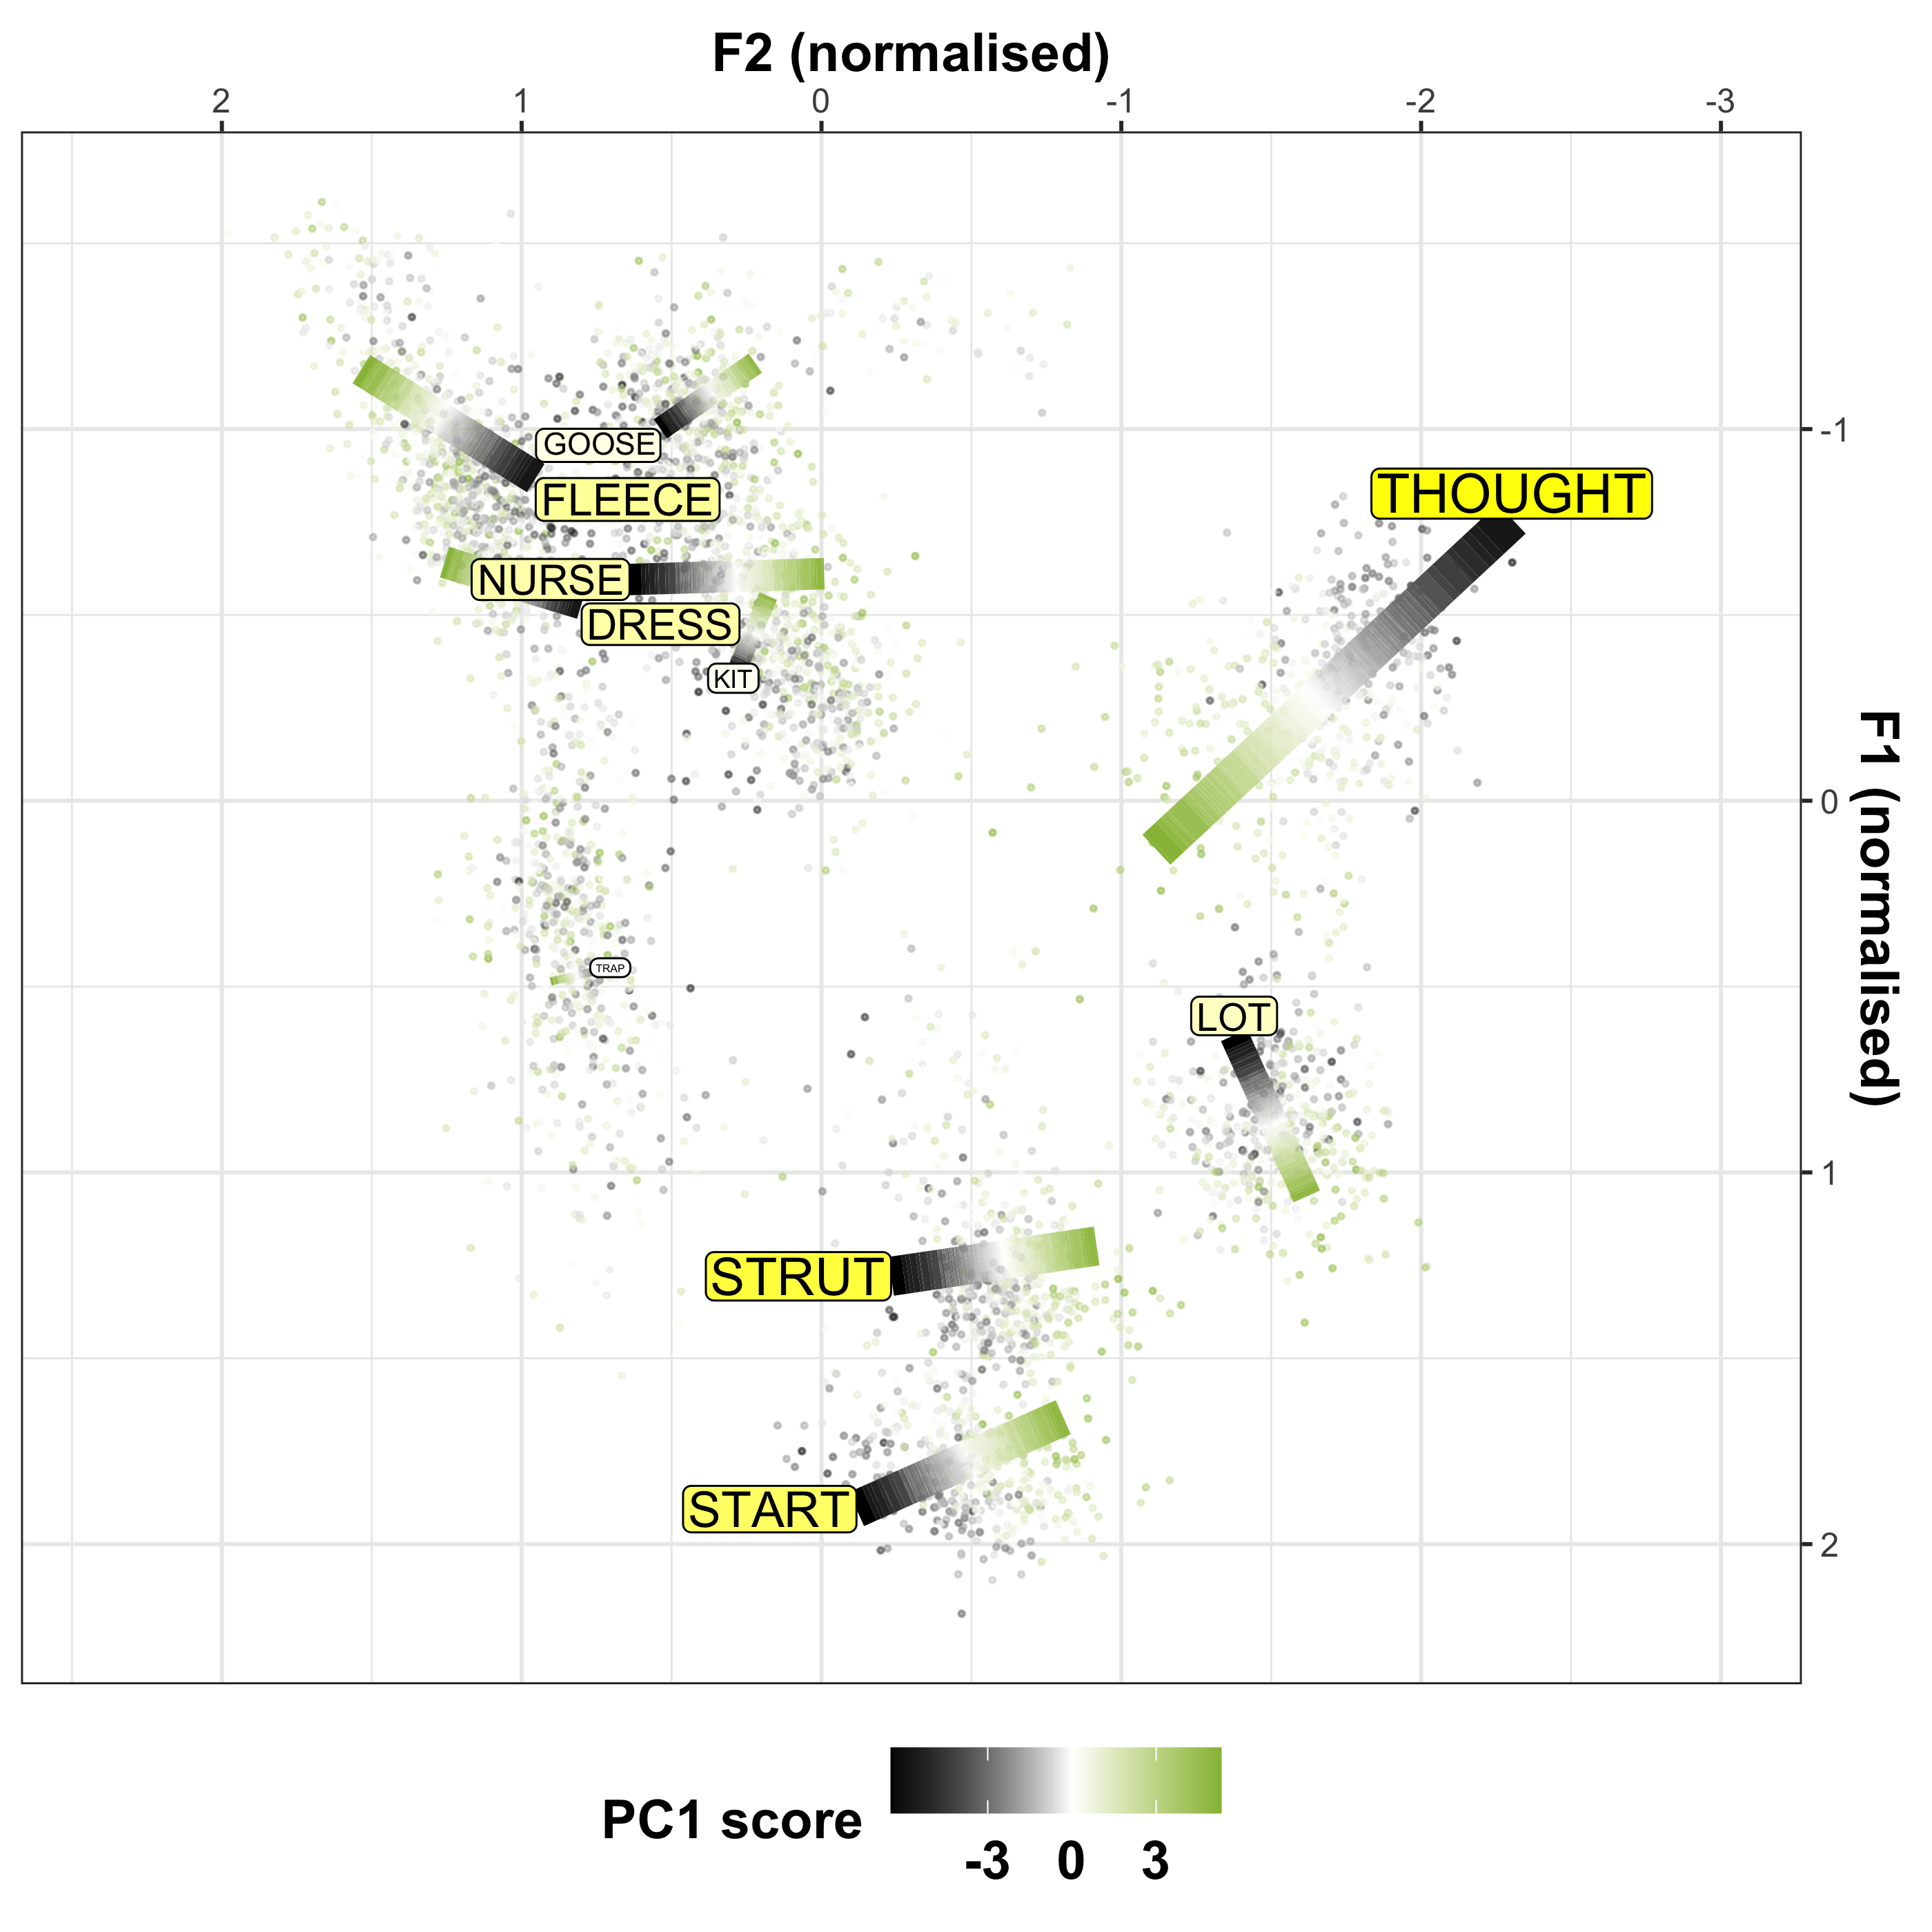 F2 (normalised)
2 1 0 -1 -2 -3
-1
GOOSE
THOUGHT
FLEECE
NURSE
DRESS
KIT
F1 (normalised)
0
TRAP
LOT
1
STRUT
START
2
PC1 score
-3 0 3